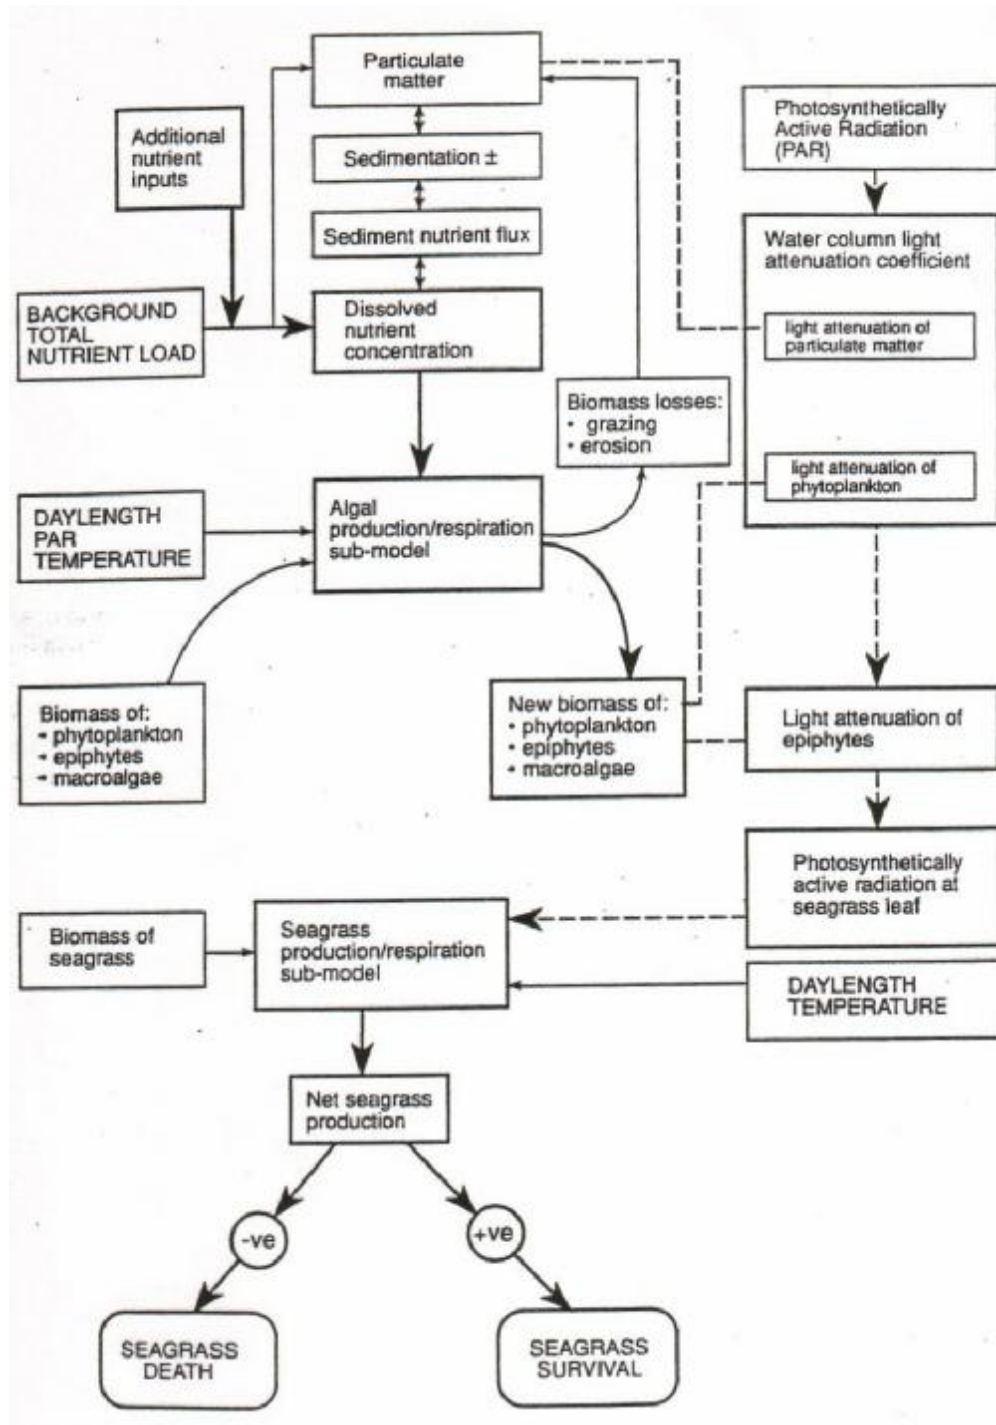 Particulate
matter
Additional
nutrient
inputs
Sedimentation ±
Sediment nutrient flux
Photosynthetically
Active Radiation
(PAR)
Water column light
attenuation coefficient
BACKGROUND
TOTAL
NUTRIENT LOAD
Dissolved
nutrient
concentration
light attenuation of
particulate matter
Biomass losses:
• grazing
• erosion
light attenuation of
phytoplankton
DAYLENGTH
PAR
TEMPERATURE
Algal
production/respiration
sub-model
Biomass of:
• phytoplankton
• epiphytes
• macroalgae
New biomass of:
• phytoplankton
• epiphytes
• macroalgae
Light attenuation of
epiphytes
Photosynthetically
active radiation at
seagrass leaf
Biomass of
seagrass
Seagrass
production/respiration
sub-model
DAYLENGTH
TEMPERATURE
Net seagrass
production
-ve
+ve
SEAGRASS
DEATH
SEAGRASS
SURVIVAL